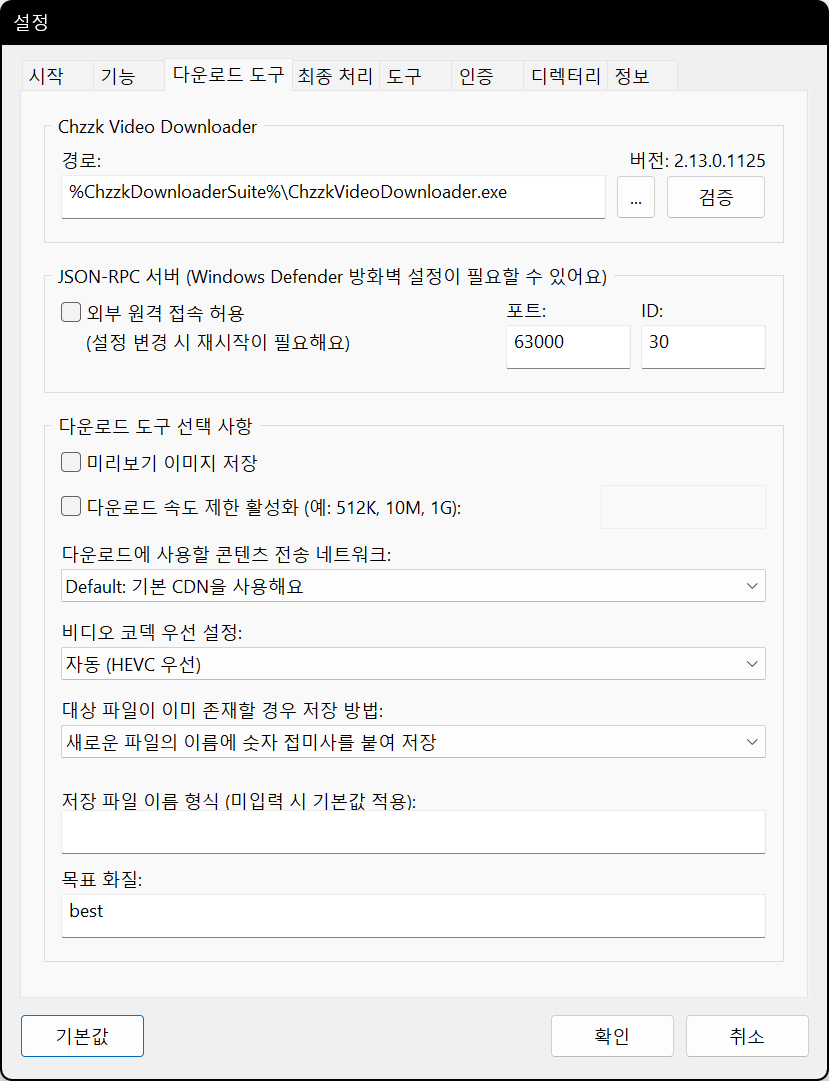 설정
시작 기능 다운로드 도구 최종 처리 도구 인증 디렉터리 정보
Chzzk Video Downloader
경로: 버전: 2.13.0.1125
%ChzzkDownloaderSuite%\ChzzkVideoDownloader.exe ... 검증
JSON-RPC 서버 (Windows Defender 방화벽 설정이 필요할 수 있어요)
외부 원격 접속 허용 포트: ID:
(설정 변경 시 재시작이 필요해요) 63000 30
다운로드 도구 선택 사항
미리보기 이미지 저장
다운로드 속도 제한 활성화 (예: 512K, 10M, 1G):
다운로드에 사용할 콘텐츠 전송 네트워크:
Default: 기본 CDN을 사용해요
비디오 코덱 우선 설정:
자동 (HEVC 우선)
대상 파일이 이미 존재할 경우 저장 방법:
새로운 파일의 이름에 숫자 접미사를 붙여 저장
저장 파일 이름 형식 (미입력 시 기본값 적용):
목표 화질:
best
기본값 확인 취소